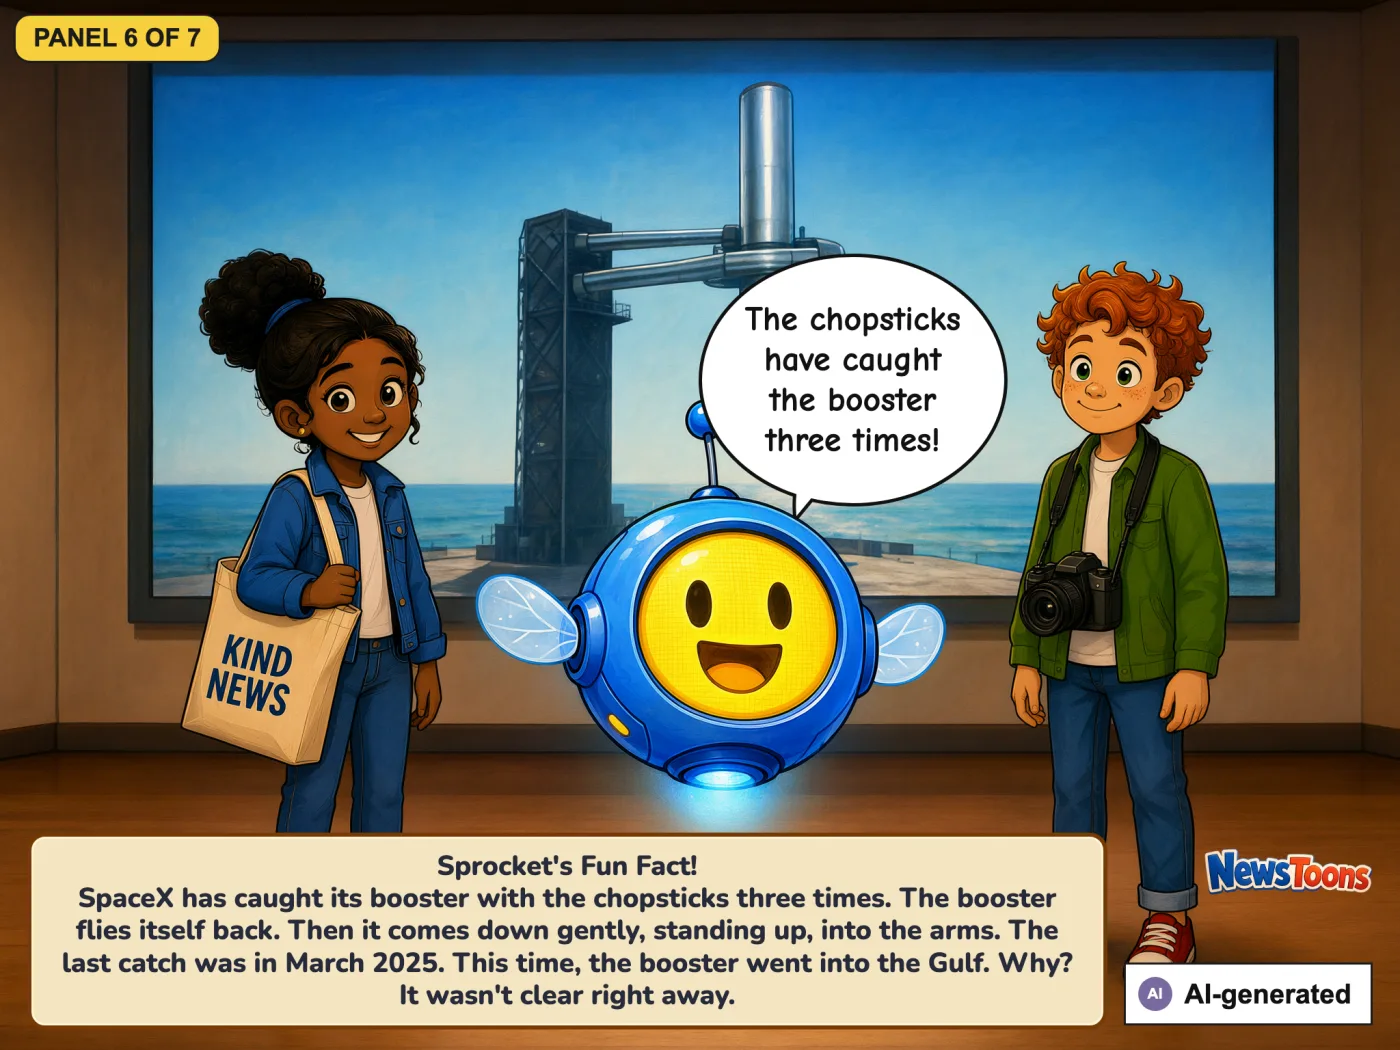 PANEL 6 OF 7
The chopsticks
have caught
the booster
three times!
KIND
NEWS
Sprocket's Fun Fact!
SpaceX has caught its booster with the chopsticks three times. The booster
flies itself back. Then it comes down gently, standing up, into the arms. The
last catch was in March 2025. This time, the booster went into the Gulf. Why?
It wasn't clear right away.
NewsToons
AI AI-generated